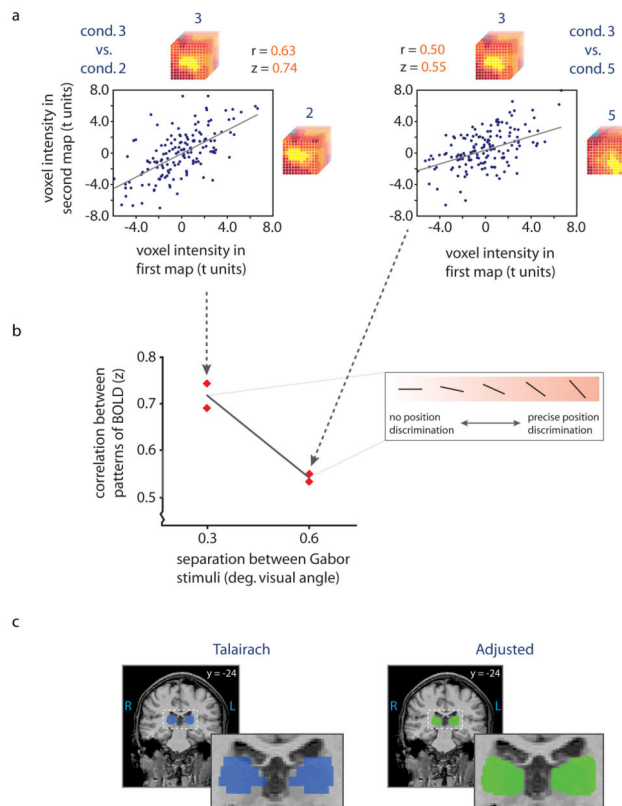 a
cond. 3
vs.
cond. 2
3
r = 0.63
z = 0.74
8.0
4.0
0
-4.0
-8.0
voxel intensity in
second map (t units)
2
-4.0 0 4.0 8.0
voxel intensity in
first map (t units)
r = 0.50
z = 0.55
3
cond. 3
vs.
cond. 5
8.0
4.0
0
-4.0
-8.0
5
-4.0 0 4.0 8.0
voxel intensity in
first map (t units)
b
0.8
0.7
0.6
0.5
correlation between
patterns of BOLD (z)
0.3 0.6
separation between Gabor
stimuli (deg. visual angle)
no position
discrimination
precise position
discrimination
c
Talairach
y = -24
R L
Adjusted
y = -24
R L